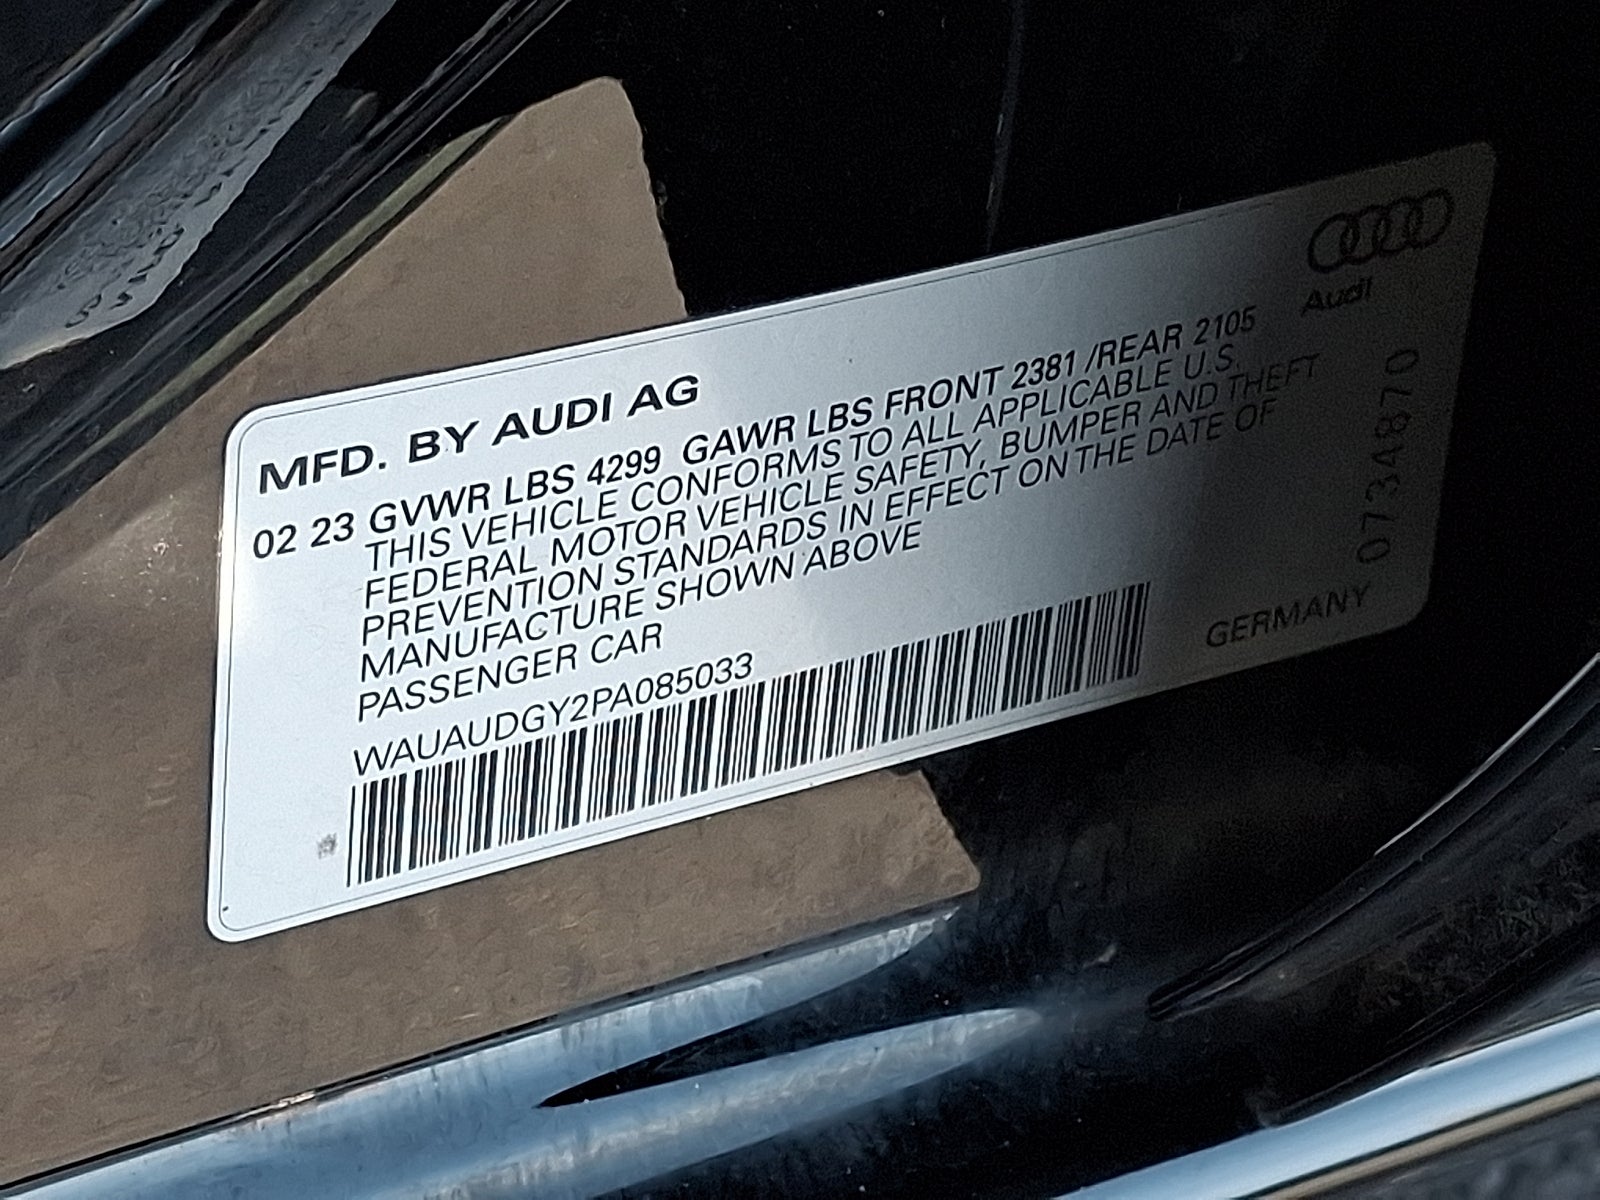 Audi
MFD. BY AUDI AG
02 23 GVWR LBS 4299 GAWR LBS FRONT 2381 /REAR 2105
THIS VEHICLE CONFORMS TO ALL APPLICABLE U.S.
FEDERAL MOTOR VEHICLE SAFETY, BUMPER AND THEFT
PREVENTION STANDARDS IN EFFECT ON THE DATE OF
MANUFACTURE SHOWN ABOVE
PASSENGER CAR
WAUAUDGY2PA085033
GERMANY
0734870